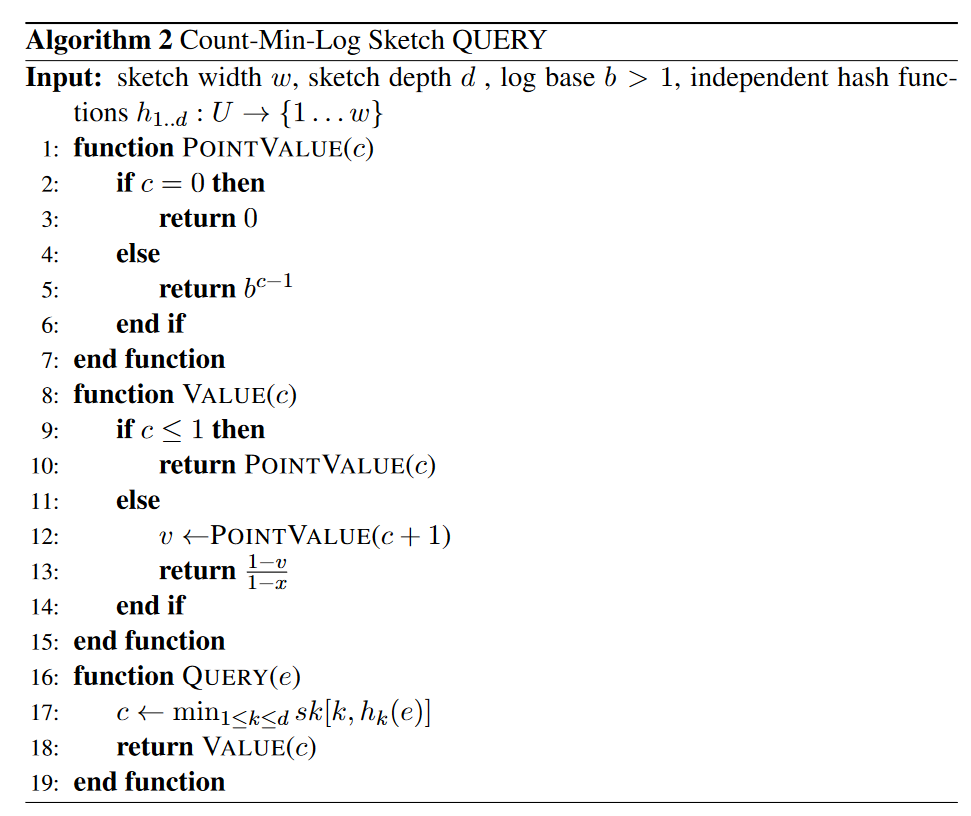 Algorithm 2 Count-Min-Log Sketch QUERY
Input: sketch width w, sketch depth d , log base b > 1, independent hash func-
tions h_{1..d} : U → {1 . . . w}
1: function POINTVALUE(c)
2: if c = 0 then
3: return 0
4: else
5: return b^{c−1}
6: end if
7: end function
8: function VALUE(c)
9: if c ≤ 1 then
10: return POINTVALUE(c)
11: else
12: v ←POINTVALUE(c + 1)
13: return \frac{1−v}{1−x}
14: end if
15: end function
16: function QUERY(e)
17: c ← min_{1≤k≤d} sk[k, h_k(e)]
18: return VALUE(c)
19: end function